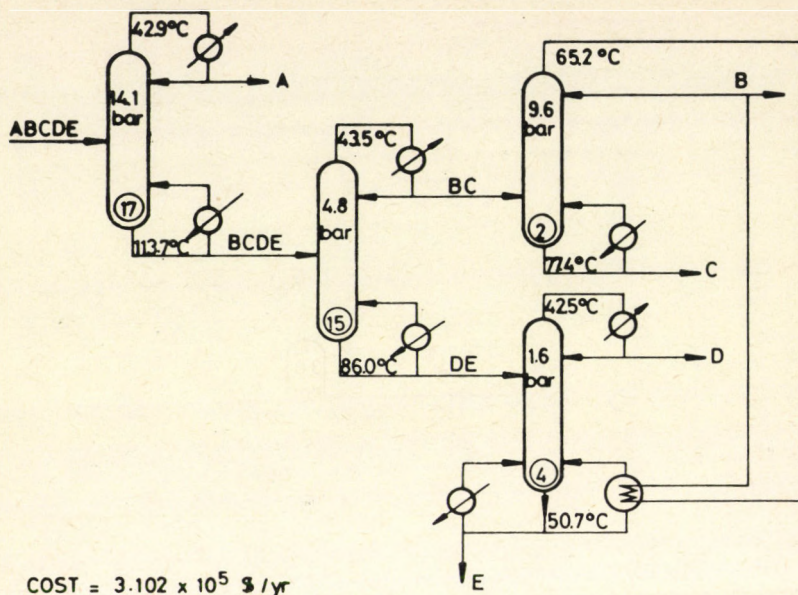 42.9°C
A
14.1
bar
ABCDE
17
113.7°C
BCDE
43.5°C
BC
4.8
bar
15
86.0°C
DE
65.2°C
B
9.6
bar
2
77.4°C
C
42.5°C
D
1.6
bar
4
50.7°C
E
COST = 3.102 x 10⁵ $/yr